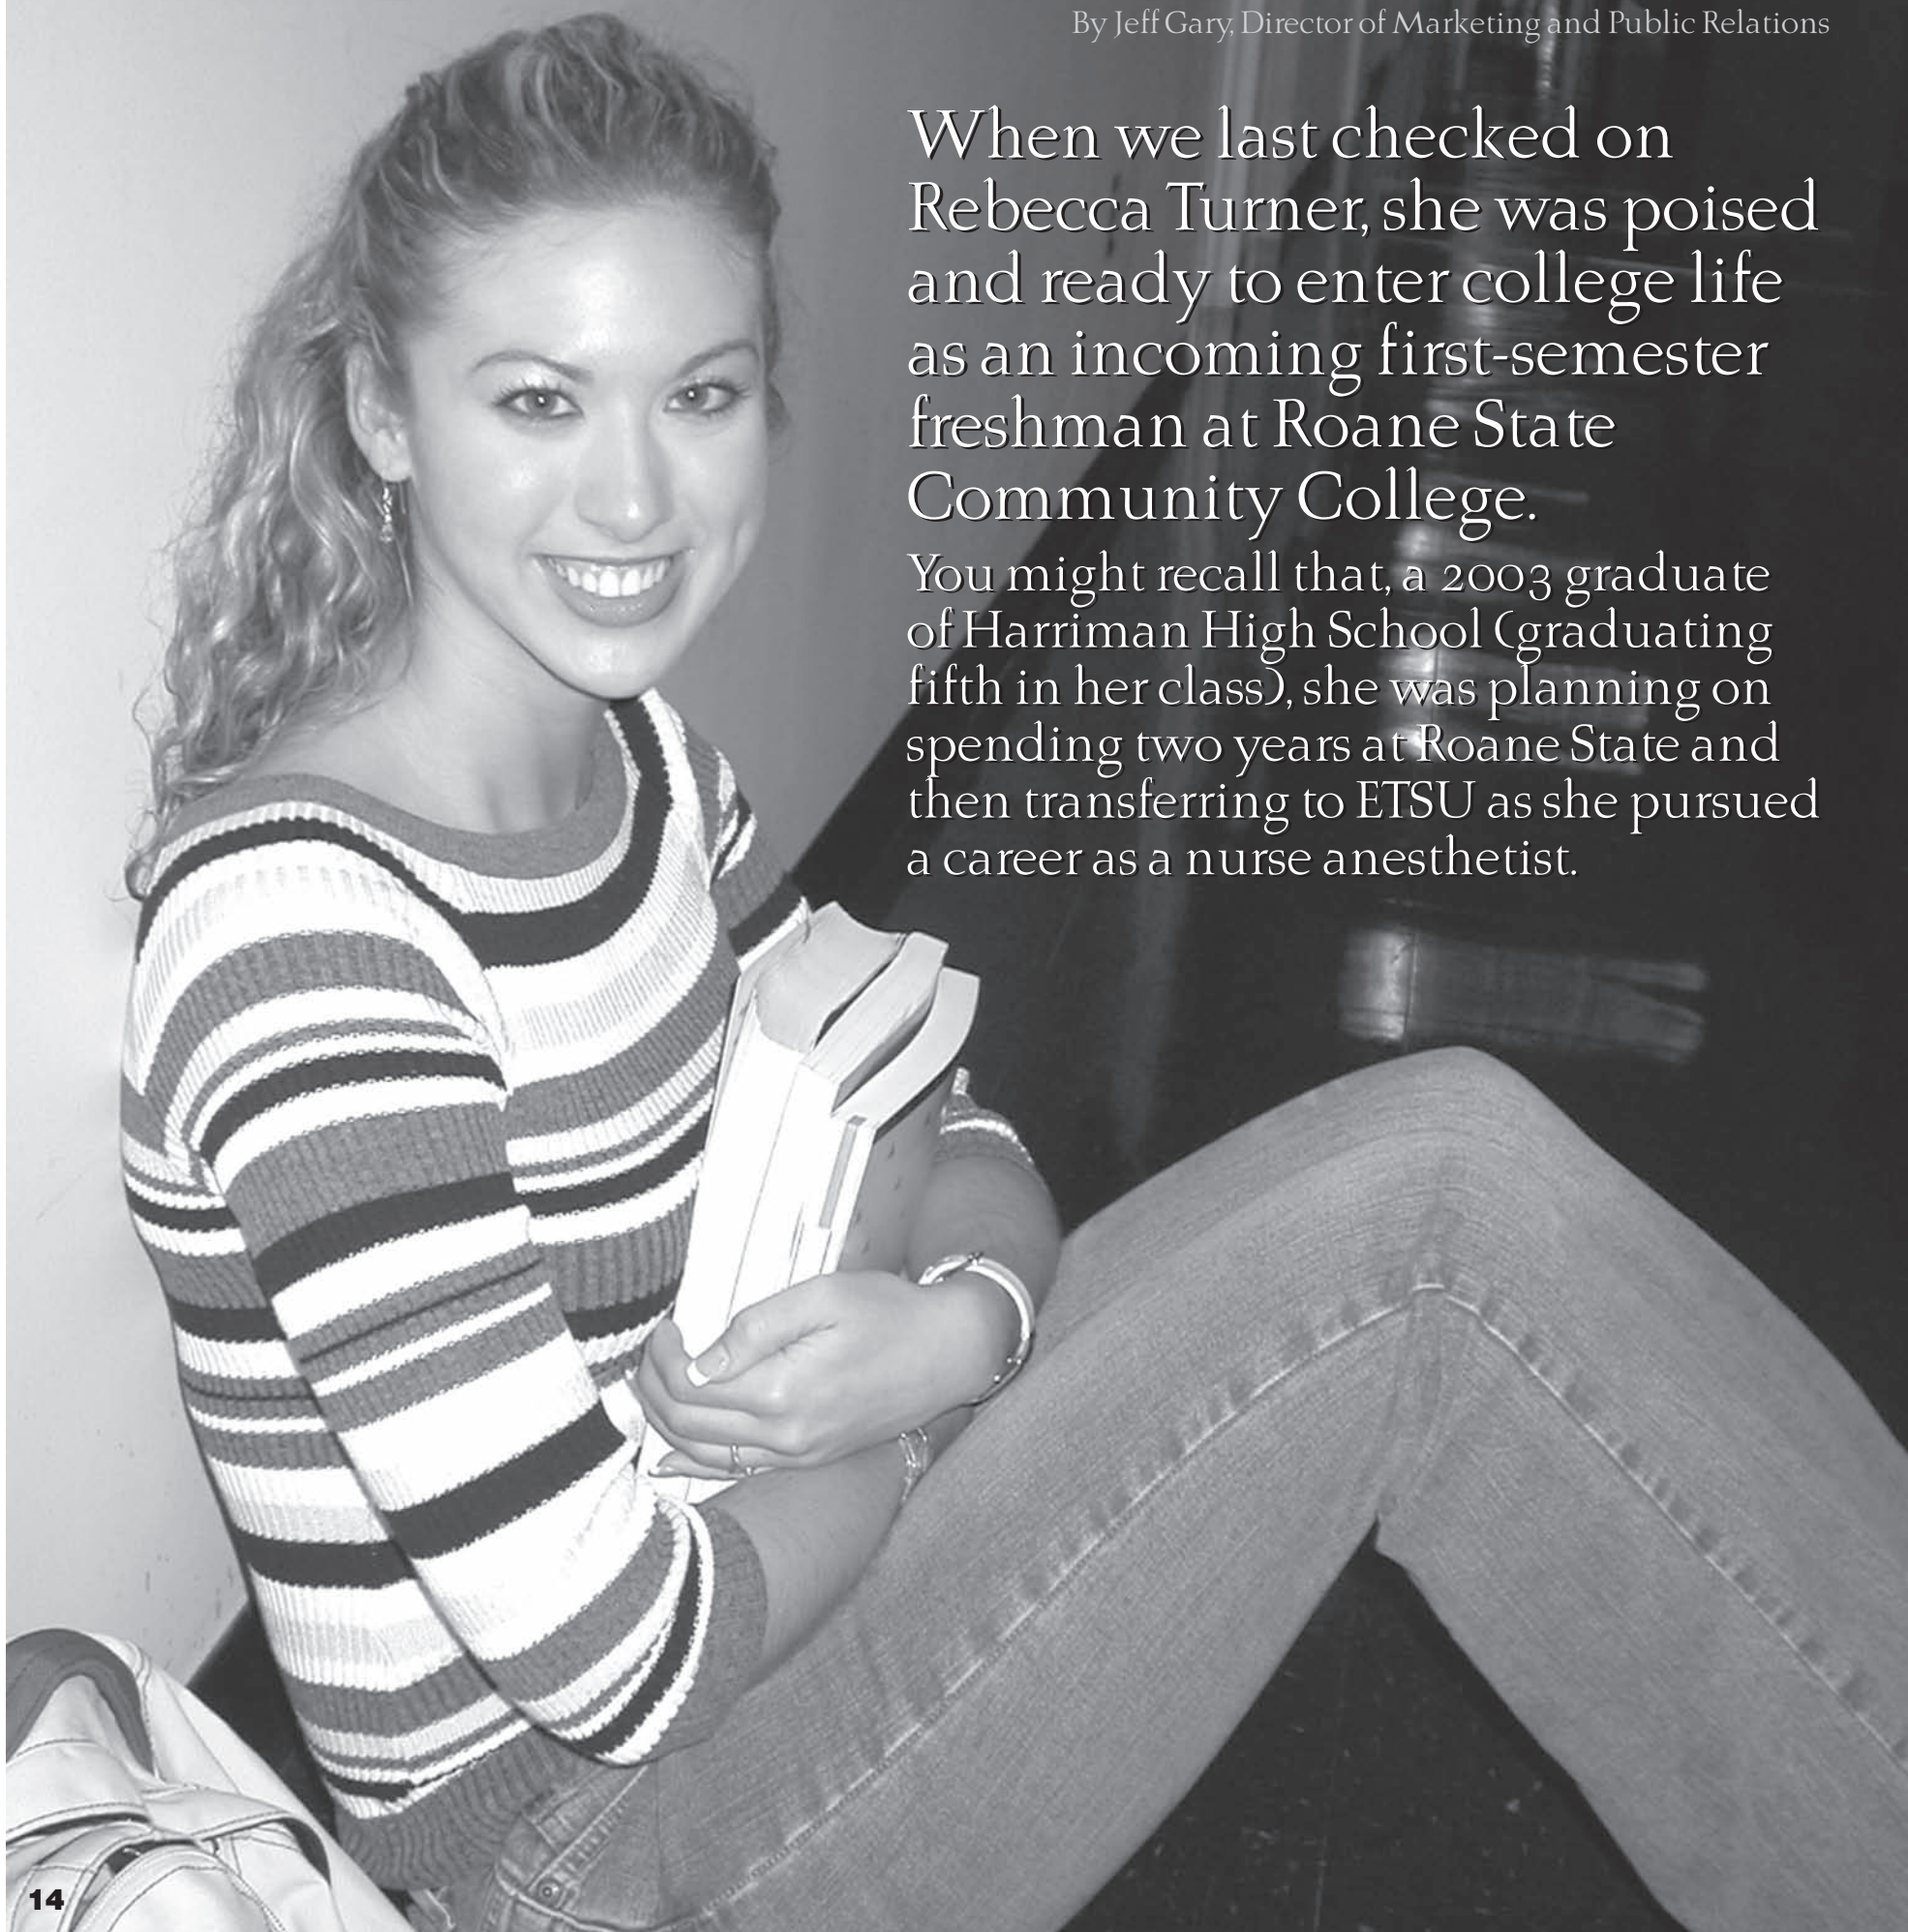 By Jeff Gary, Director of Marketing and Public Relations
When we last checked on
Rebecca Turner, she was poised
and ready to enter college life
as an incoming first-semester
freshman at Roane State
Community College.
You might recall that, a 2003 graduate
of Harriman High School (graduating
fifth in her class), she was planning on
spending two years at Roane State and
then transferring to ETSU as she pursued
a career as a nurse anesthetist.
14